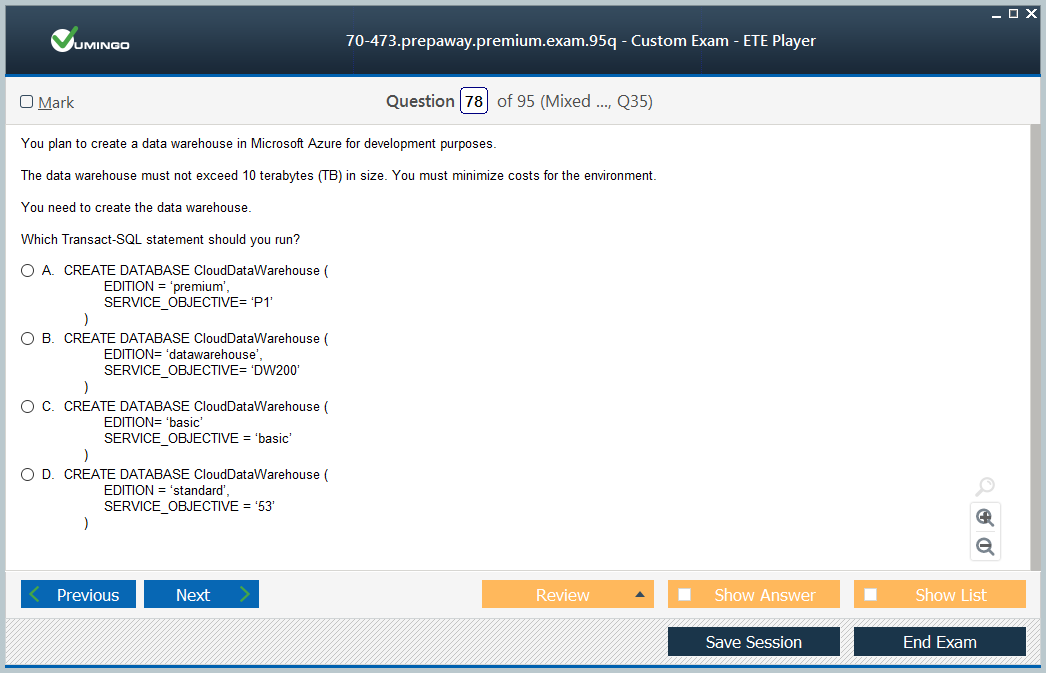 VUMINGO
70-473.prepaway.premium.exam.95q - Custom Exam - ETE Player
Mark
Question 78 of 95 (Mixed ..., Q35)
You plan to create a data warehouse in Microsoft Azure for development purposes.
The data warehouse must not exceed 10 terabytes (TB) in size. You must minimize costs for the environment.
You need to create the data warehouse.
Which Transact-SQL statement should you run?
A. CREATE DATABASE CloudDataWarehouse (
EDITION = ‘premium’,
SERVICE_OBJECTIVE= ‘P1’
)
B. CREATE DATABASE CloudDataWarehouse (
EDITION= ‘datawarehouse’,
SERVICE_OBJECTIVE= ‘DW200’
)
C. CREATE DATABASE CloudDataWarehouse (
EDITION= ‘basic’
SERVICE_OBJECTIVE = ‘basic’
)
D. CREATE DATABASE CloudDataWarehouse (
EDITION = ‘standard’,
SERVICE_OBJECTIVE = ‘53’
)
Previous
Next
Review
Show Answer
Show List
Save Session
End Exam